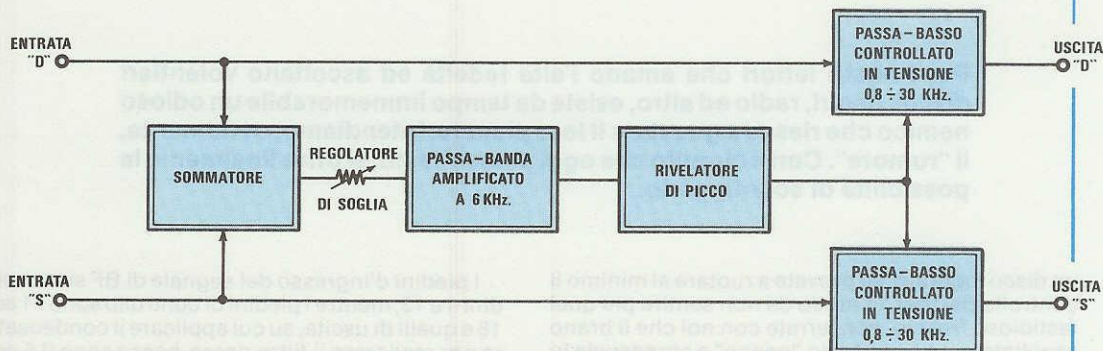 ENTRATA
"D"
PASSA-BASSO
CONTROLLATO
IN TENSIONE
0,8 ÷ 30 KHz.
USCITA
"D"
SOMMATORE
REGOLATORE
DI SOGLIA
PASSA-BANDA
AMPLIFICATO
A 6 KHz.
RIVELATORE
DI PICCO
ENTRATA
"S"
PASSA-BASSO
CONTROLLATO
IN TENSIONE
0,8 ÷ 30 KHz.
USCITA
"S"